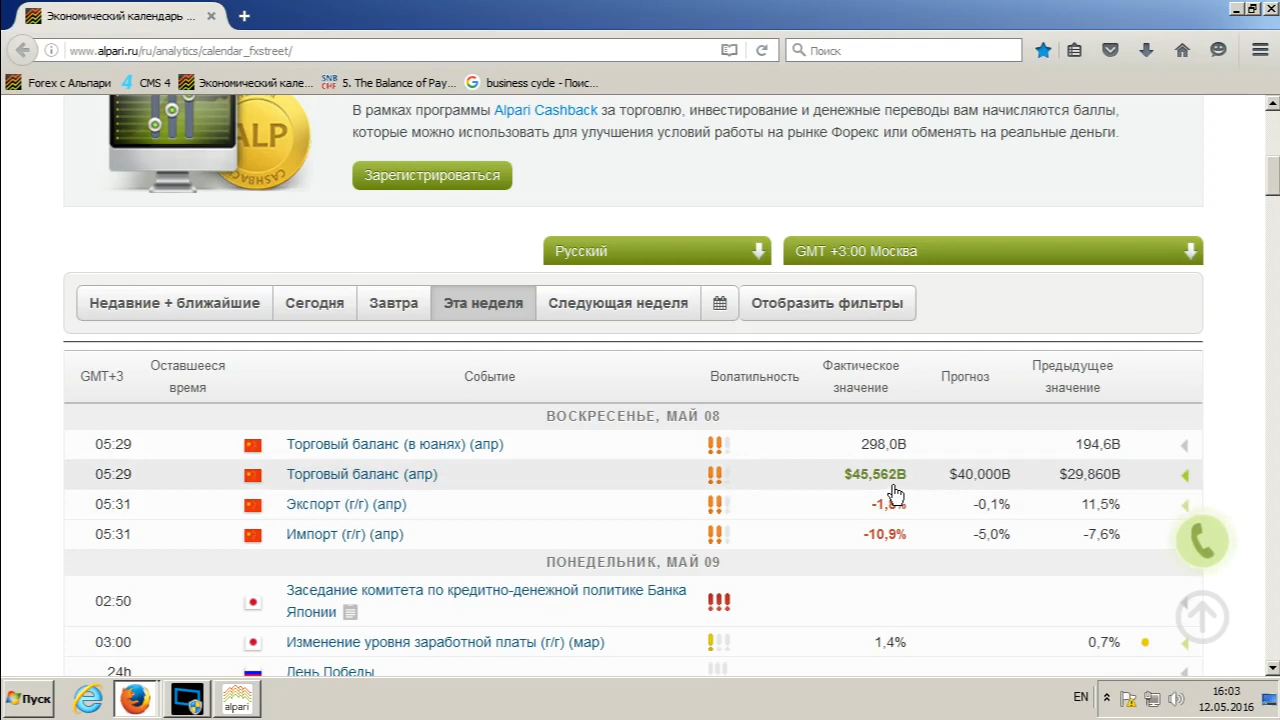 Экономический календарь ...
www.alpari.ru/ru/analytics/calendar_fxstreet/
Поиск
Forex с Альпари
CMS 4
Экономический кале...
SNB
CHF
5. The Balance of Pay...
business cycle - Поис...
ALP
CASHBACK
В рамках программы Alpari Cashback за торговлю, инвестирование и денежные переводы вам начисляются баллы,
которые можно использовать для улучшения условий работы на рынке Форекс или обменять на реальные деньги.
Зарегистрироваться
Русский
GMT +3:00 Москва
Недавние + ближайшие
Сегодня
Завтра
Эта неделя
Следующая неделя
Отобразить фильтры
GMT+3
Оставшееся
время
Событие
Волатильность
Фактическое
значение
Прогноз
Предыдущее
значение
ВОСКРЕСЕНЬЕ, МАЙ 08
05:29 Торговый баланс (в юанях) (апр) 298,0B 194,6B
05:29 Торговый баланс (апр) $45,562B $40,000B $29,860B
05:31 Экспорт (г/г) (апр) -0,1% 11,5%
05:31 Импорт (г/г) (апр) -10,9% -5,0% -7,6%
ПОНЕДЕЛЬНИК, МАЙ 09
02:50 Заседание комитета по кредитно-денежной политике Банка
Японии
03:00 Изменение уровня заработной платы (г/г) (мар) 1,4% 0,7%
24h День Победы
Пуск
alpari
EN
16:03
12.05.2016